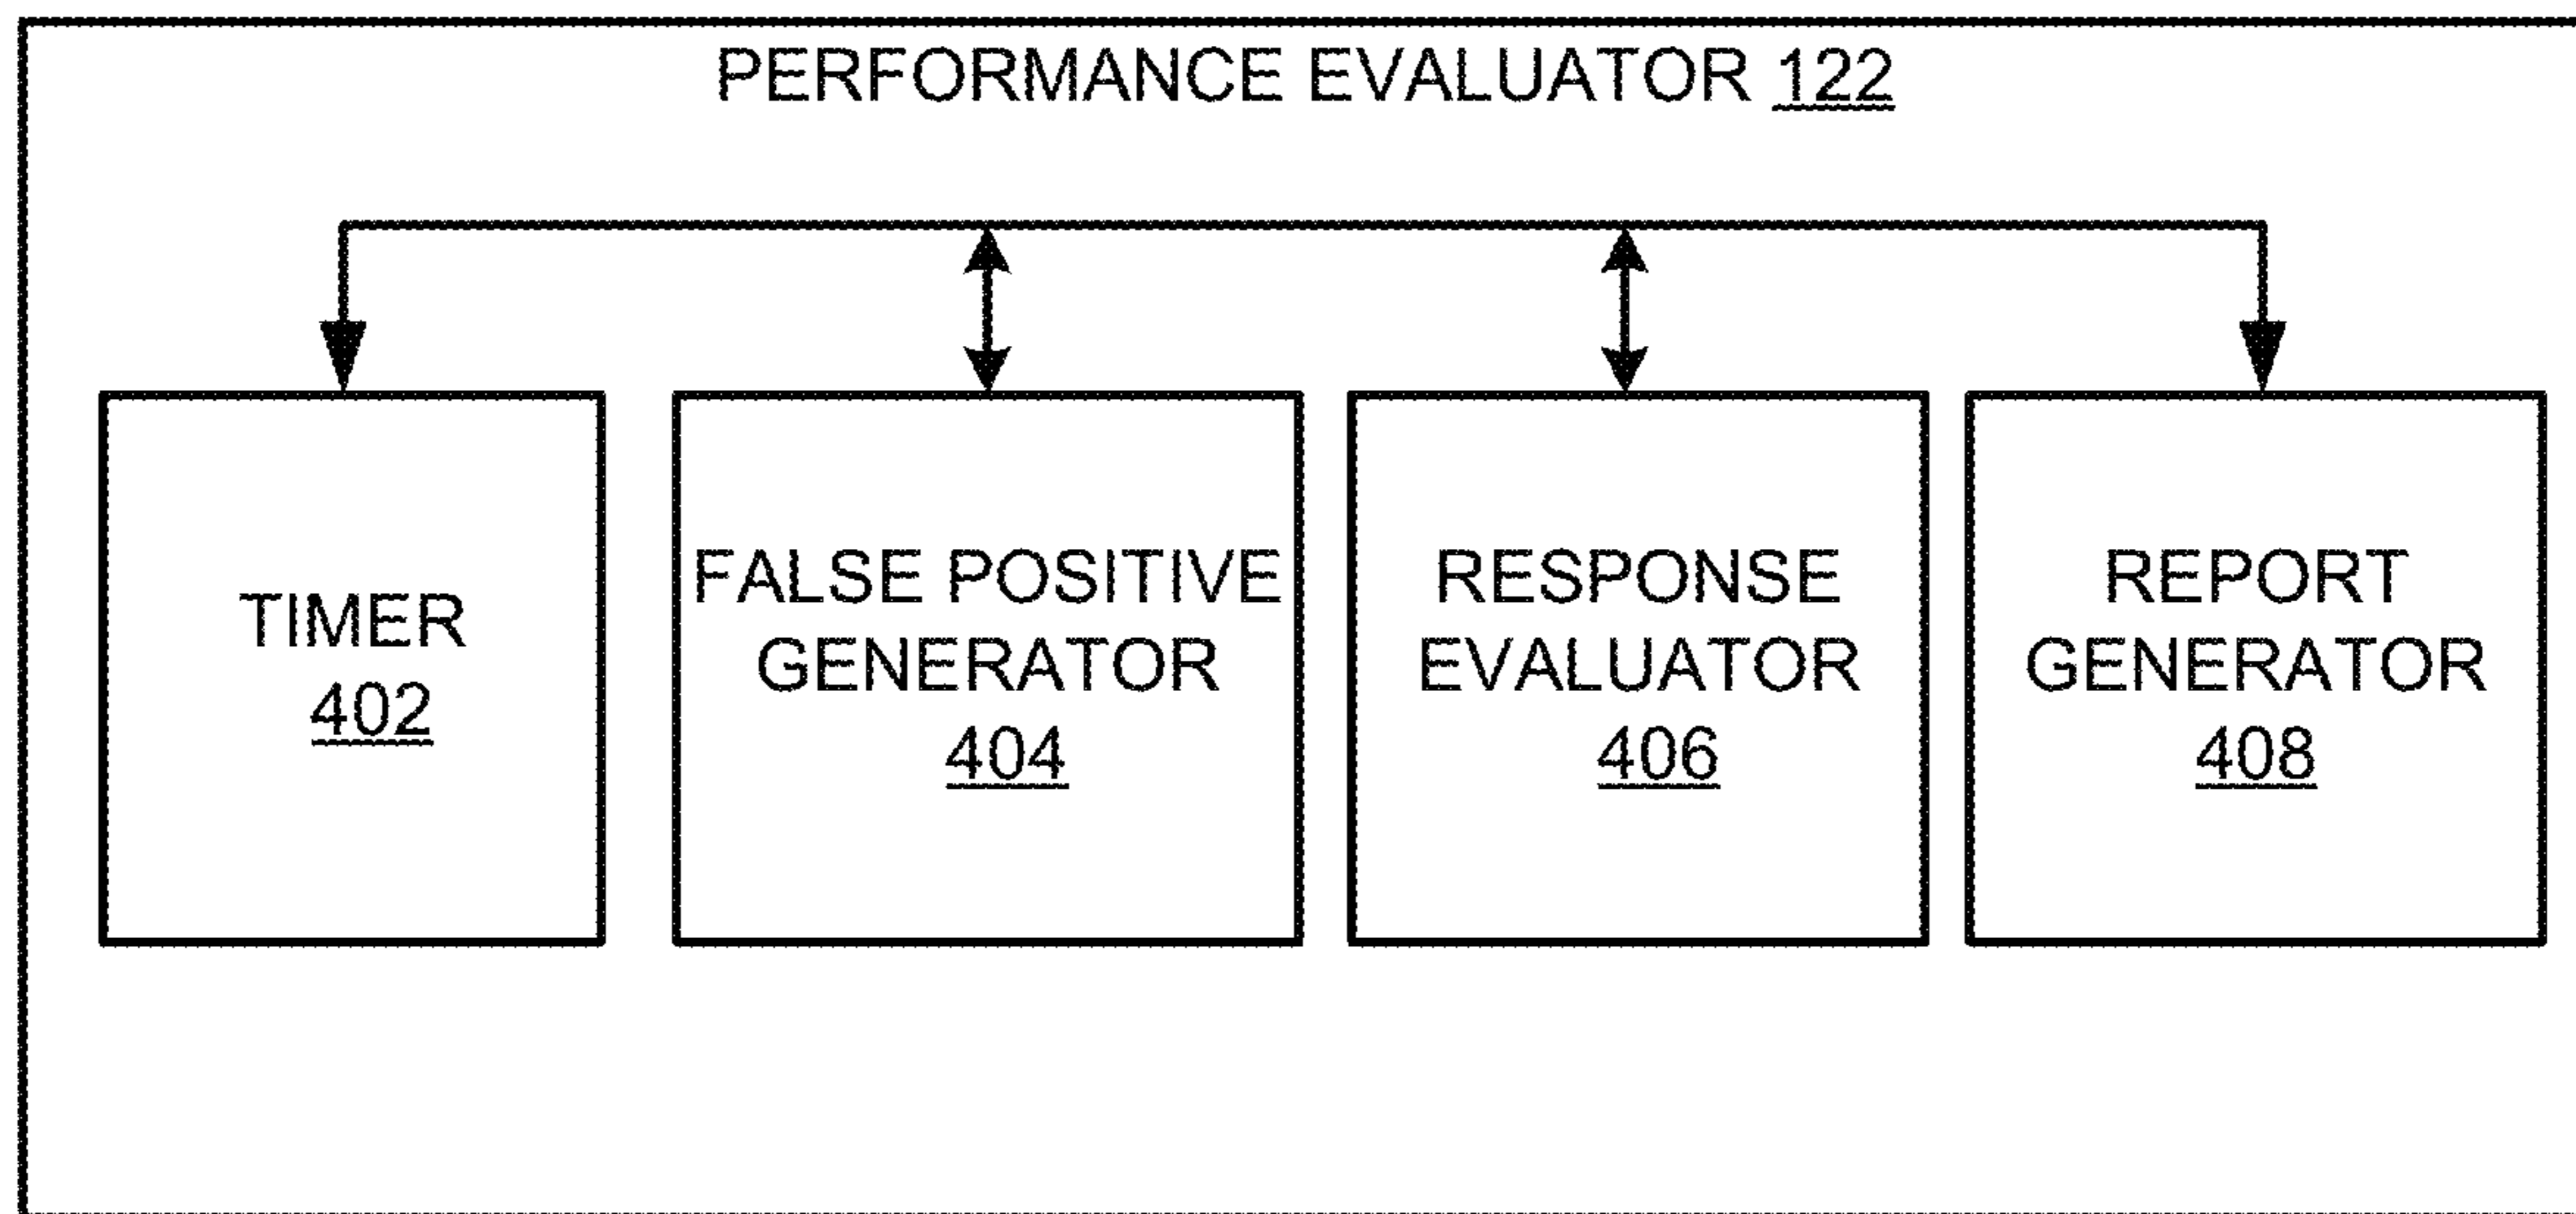 PERFORMANCE EVALUATOR 122
TIMER
402
FALSE POSITIVE
GENERATOR
404
RESPONSE
EVALUATOR
406
REPORT
GENERATOR
408